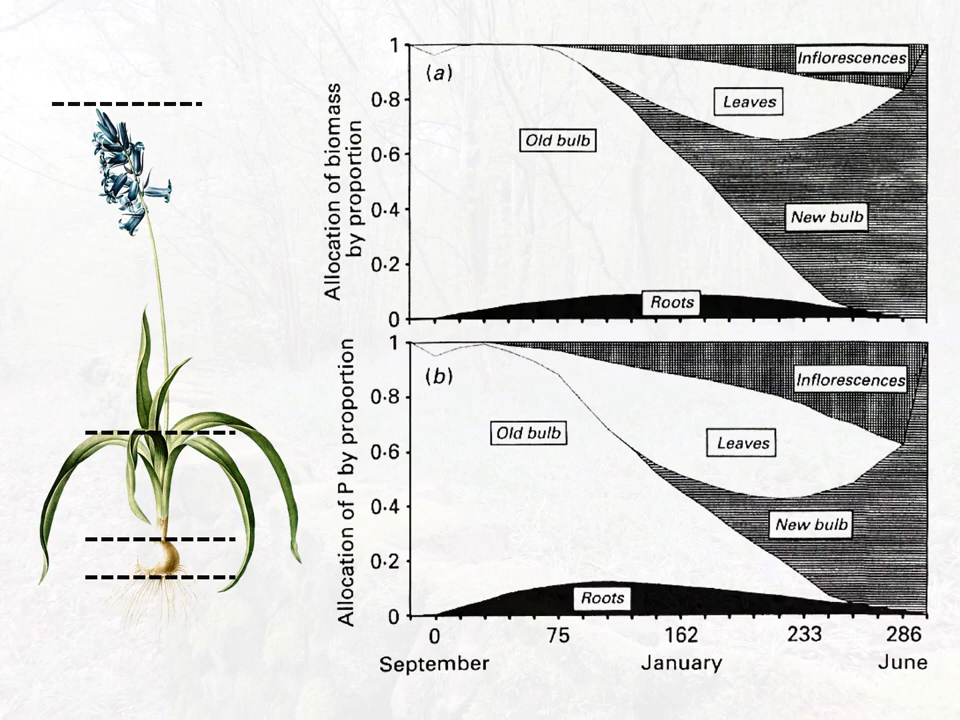 Allocation of biomass
by proportion
1
0·8
0·6
0·4
0·2
0
(a)
Inflorescences
Leaves
Old bulb
New bulb
Roots
Allocation of P by proportion
1
0·8
0·6
0·4
0·2
0
(b)
Inflorescences
Old bulb
Leaves
New bulb
Roots
0 75 162 233 286
September January June